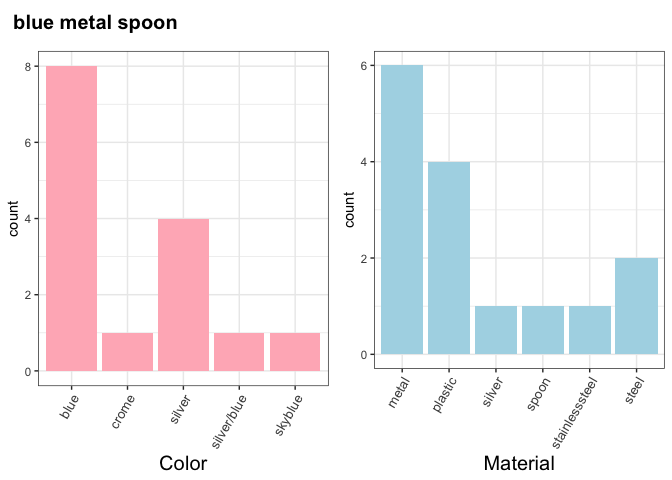 blue metal spoon
count
8
6
4
2
0
blue
crome
silver
silver/blue
skyblue
Color
count
6
4
2
0
metal
plastic
silver
spoon
stainlesssteel
steel
Material